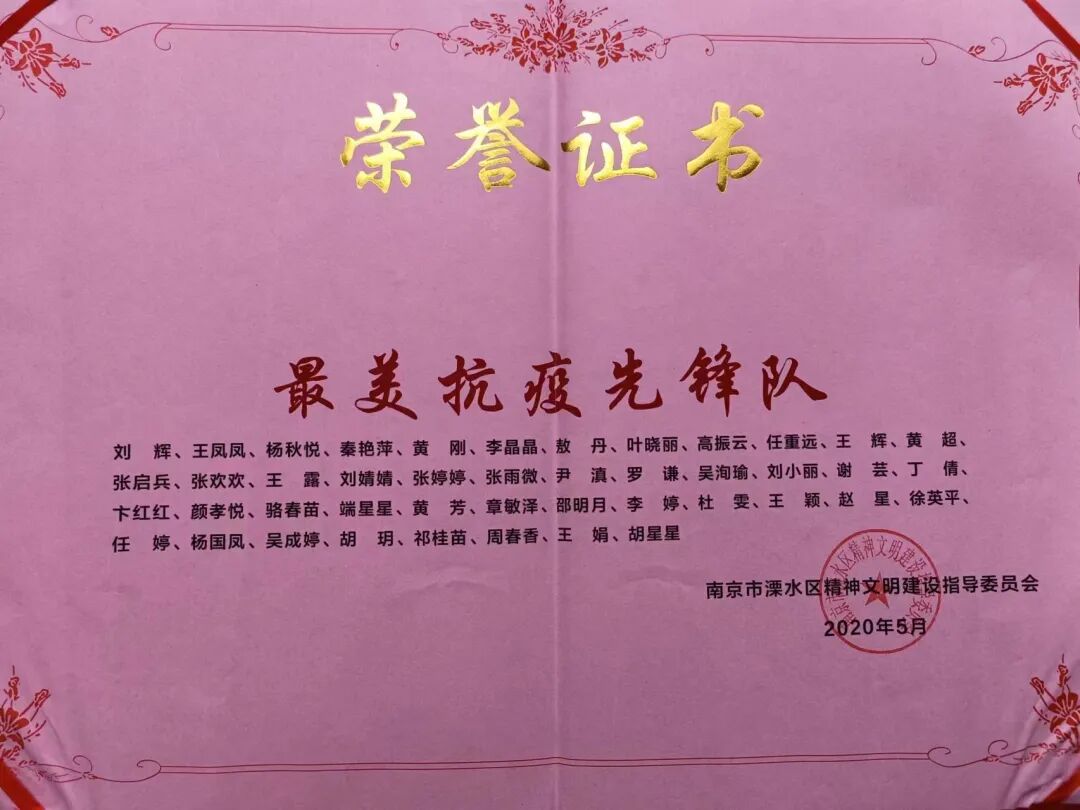 荣誉证书
最美抗疫先锋队
刘　辉、王凤凤、杨秋悦、秦艳萍、黄　刚、李晶晶、敖　丹、叶晓丽、高振云、任重远、王　辉、黄　超、
张启兵、张欢欢、王　露、刘婧婧、张婷婷、张雨微、尹　滇、罗　谦、吴洵瑜、刘小丽、谢　芸、丁　倩、
卞红红、颜孝悦、骆春苗、端星星、黄　芳、章敏泽、邵明月、李　婷、杜　雯、王　颖、赵　星、徐英平、
任　婷、杨国凤、吴成婷、胡　玥、祁桂苗、周春香、王　娟、胡星星
南京市溧水区精神文明建设指导委员会
2020年5月